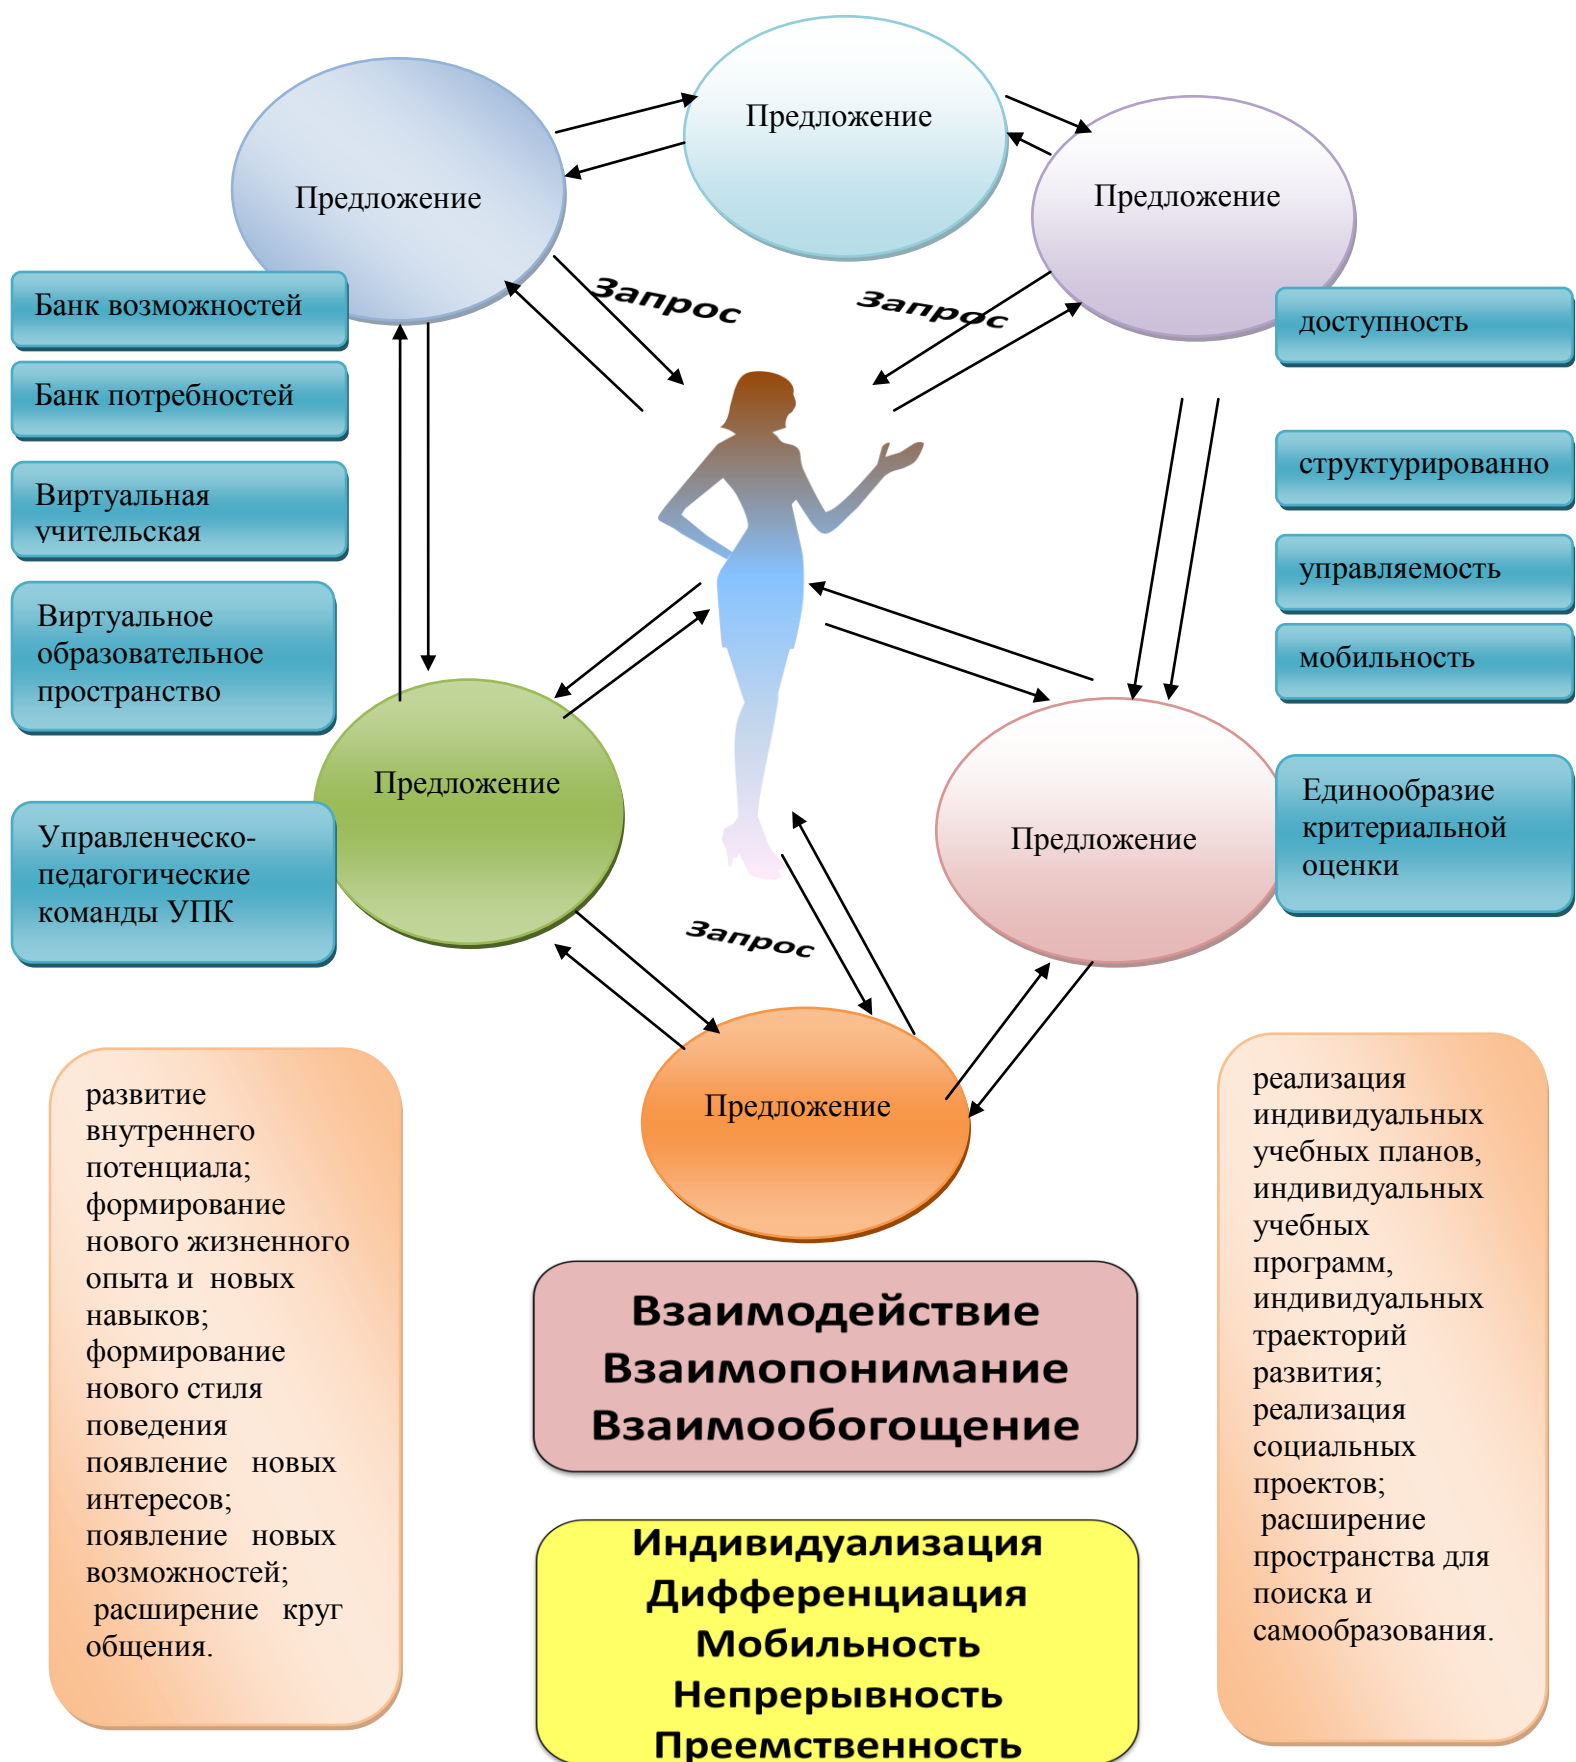 Предложение
Предложение
Предложение
Запрос
Запрос
Банк возможностей
Банк потребностей
Виртуальная
учительская
Виртуальное
образовательное
пространство
Управленческо-
педагогические
команды УПК
доступность
структурированно
управляемость
мобильность
Единообразие
критериальной
оценки
Предложение
Предложение
Запрос
Предложение
развитие
внутреннего
потенциала;
формирование
нового жизненного
опыта и новых
навыков;
формирование
нового стиля
поведения
появление новых
интересов;
появление новых
возможностей;
расширение круг
общения.
реализация
индивидуальных
учебных планов,
индивидуальных
учебных
программ,
индивидуальных
траекторий
развития;
реализация
социальных
проектов;
расширение
пространства для
поиска и
самообразования.
Взаимодействие
Взаимопонимание
Взаимообогощение
Индивидуализация
Дифференциация
Мобильность
Непрерывность
Преемственность